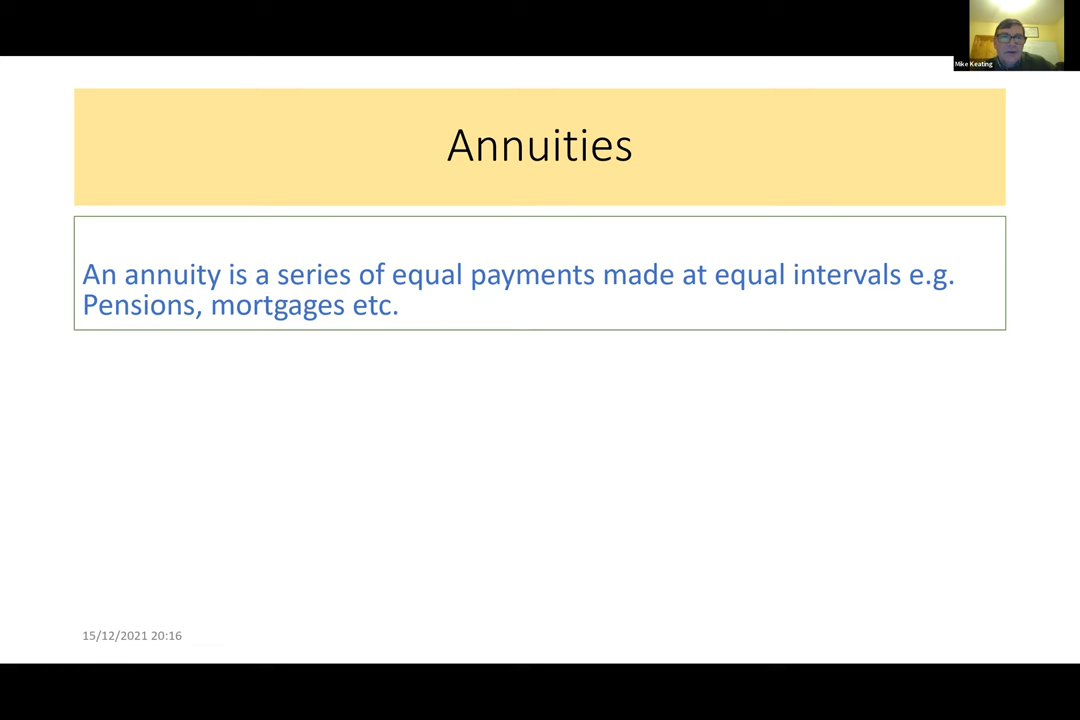 Mike Keating
Annuities
An annuity is a series of equal payments made at equal intervals e.g.
Pensions, mortgages etc.
15/12/2021 20:16